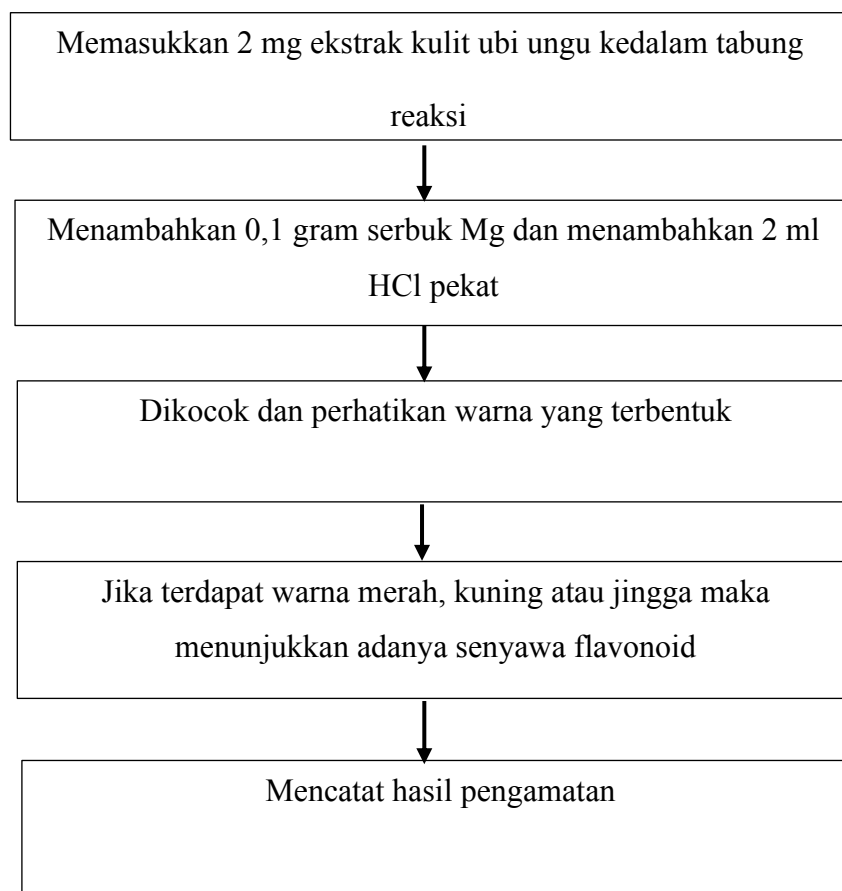 Memasukkan 2 mg ekstrak kulit ubi ungu kedalam tabung
reaksi
Menambahkan 0,1 gram serbuk Mg dan menambahkan 2 ml
HCl pekat
Dikocok dan perhatikan warna yang terbentuk
Jika terdapat warna merah, kuning atau jingga maka
menunjukkan adanya senyawa flavonoid
Mencatat hasil pengamatan